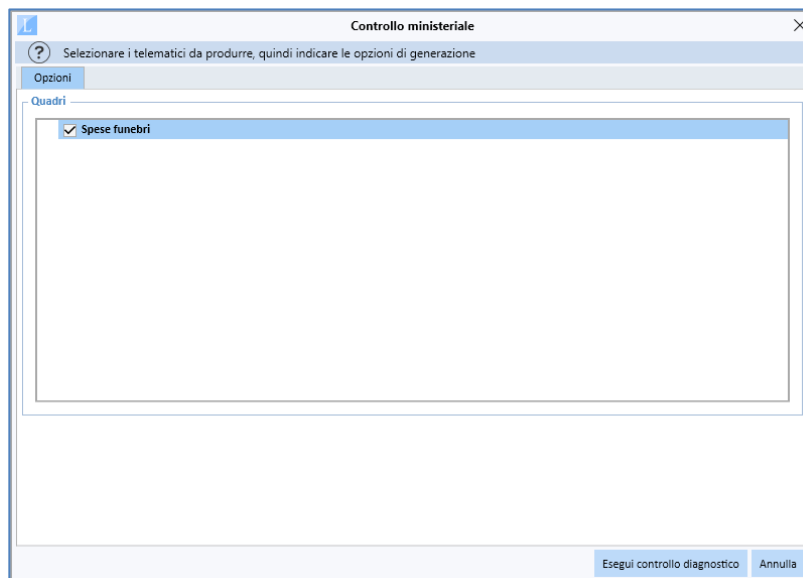 Controllo ministeriale
? Selezionare i telematici da produrre, quindi indicare le opzioni di generazione
Opzioni
Quadri
Spese funebri
Esegui controllo diagnostico Annulla